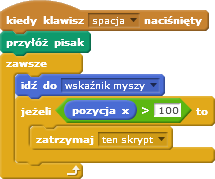 kiedy klawisz spacja naciśnięty
przyłóż pisak
zawsze
idź do wskaźnik myszy
jeżeli pozycja x > 100 to
zatrzymaj ten skrypt